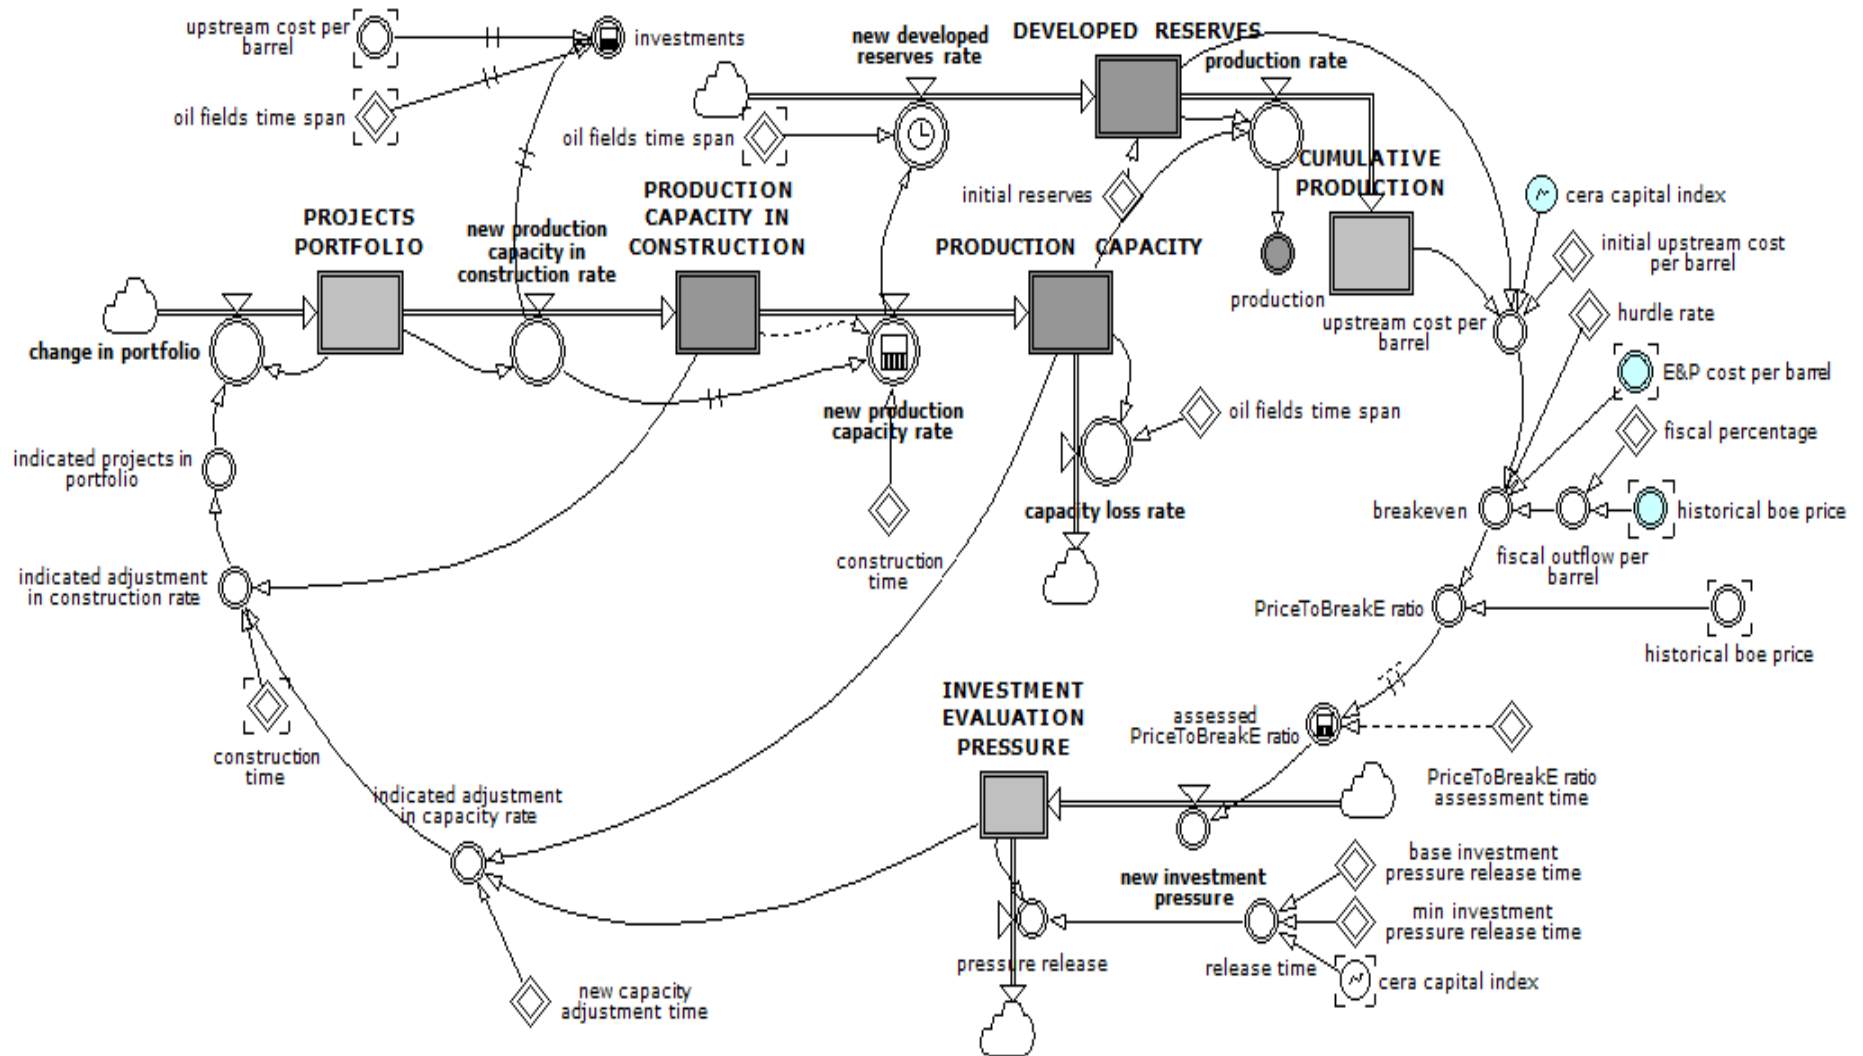 upstream cost per
barrel
investments
oil fields time span
new developed
reserves rate
DEVELOPED RESERVES
production rate
oil fields time span
initial reserves
CUMULATIVE
PRODUCTION
cera capital index
initial upstream cost
per barrel
hurdle rate
PROJECTS
PORTFOLIO
new production
capacity in
construction rate
PRODUCTION
CAPACITY IN
CONSTRUCTION
PRODUCTION CAPACITY
production
upstream cost per
barrel
E&P cost per barrel
change in portfolio
new production
capacity rate
oil fields time span
fiscal percentage
indicated projects in
portfolio
capacity loss rate
breakeven
historical boe price
fiscal outflow per
barrel
construction
time
indicated adjustment
in construction rate
PriceToBreakE ratio
historical boe price
INVESTMENT
EVALUATION
PRESSURE
assessed
PriceToBreakE ratio
construction
time
PriceToBreakE ratio
assessment time
indicated adjustment
in capacity rate
base investment
pressure release time
new investment
pressure
min investment
pressure release time
pressure release
release time
cera capital index
new capacity
adjustment time